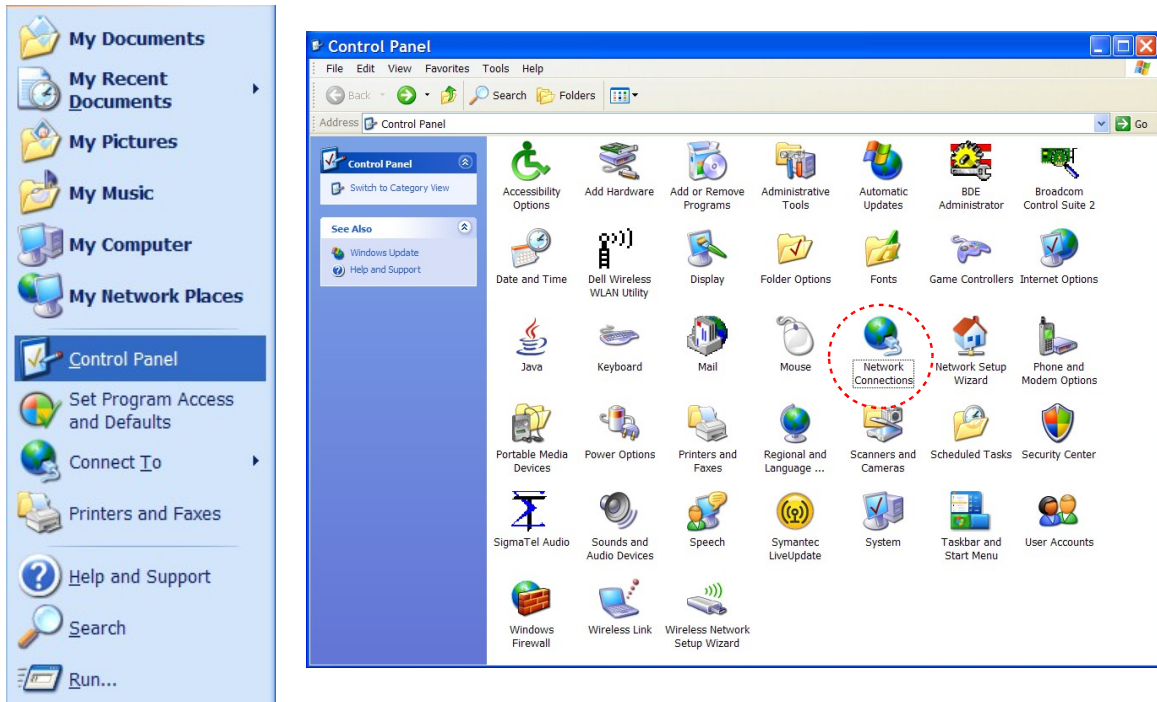 My Documents
My Recent
Documents
My Pictures
My Music
My Computer
My Network Places
Control Panel
Set Program Access
and Defaults
Connect To
Printers and Faxes
Help and Support
Search
Run...
Control Panel
File Edit View Favorites Tools Help
Back Search Folders
Address Control Panel Go
Control Panel
Switch to Category View
See Also
Windows Update
Help and Support
Accessibility
Options
Add Hardware
Add or Remove
Programs
Administrative
Tools
Automatic
Updates
BDE
Administrator
Broadcom
Control Suite 2
Date and Time
Dell Wireless
WLAN Utility
Display
Folder Options
Fonts
Game Controllers
Internet Options
Java
Keyboard
Mail
Mouse
Network
Connections
Network Setup
Wizard
Phone and
Modem Options
Portable Media
Devices
Power Options
Printers and
Faxes
Regional and
Language ...
Scanners and
Cameras
Scheduled Tasks
Security Center
SigmaTel Audio
Sounds and
Audio Devices
Speech
Symantec
LiveUpdate
System
Taskbar and
Start Menu
User Accounts
Windows
Firewall
Wireless Link
Wireless Network
Setup Wizard